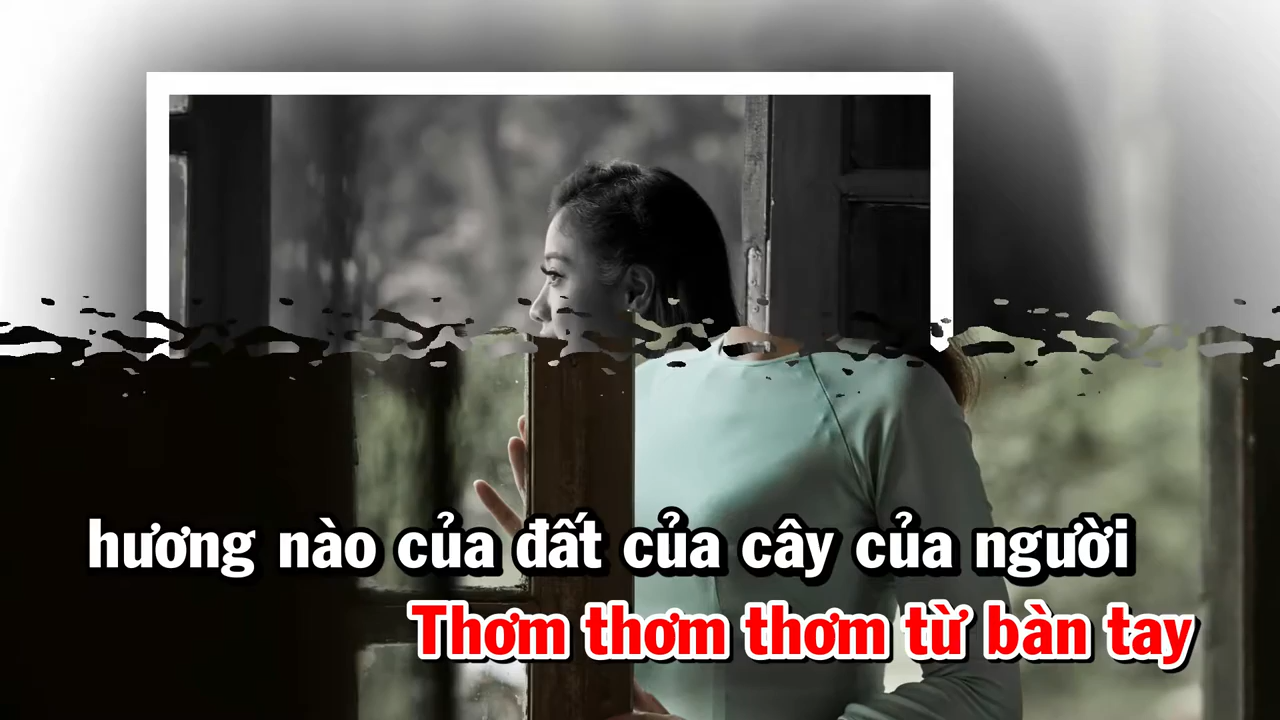 hương nào của đất của cây của người
Thơm thơm thơm từ bàn tay